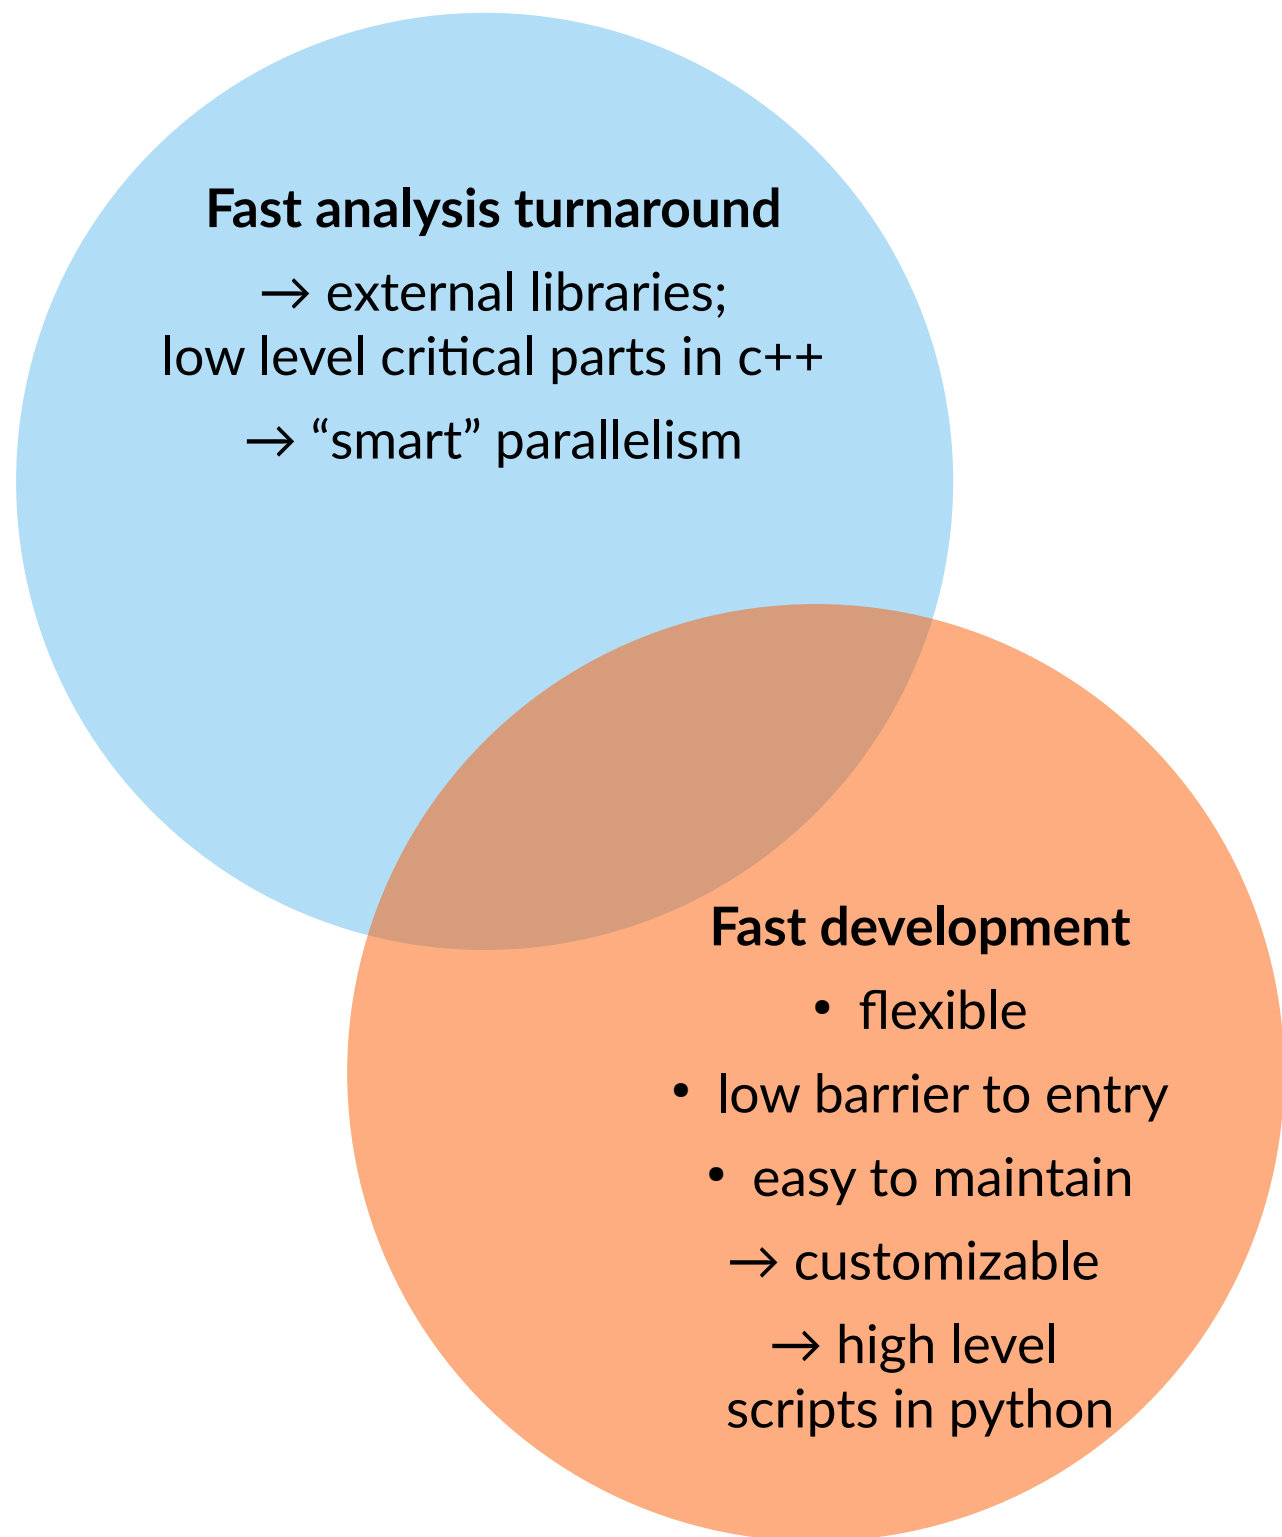 Fast analysis turnaround
→ external libraries;
low level critical parts in c++
→ “smart” parallelism
Fast development
• flexible
• low barrier to entry
• easy to maintain
→ customizable
→ high level
scripts in python